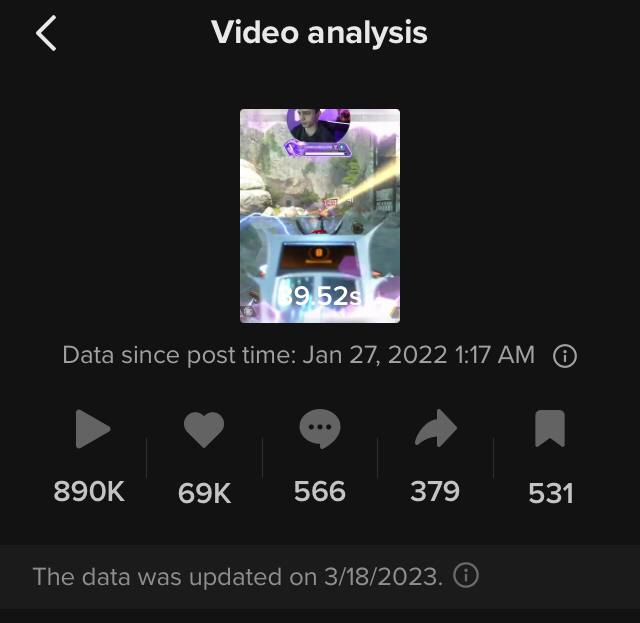 Video analysis
89.52s
Data since post time: Jan 27, 2022 1:17 AM
890K
69K
566
379
531
The data was updated on 3/18/2023.